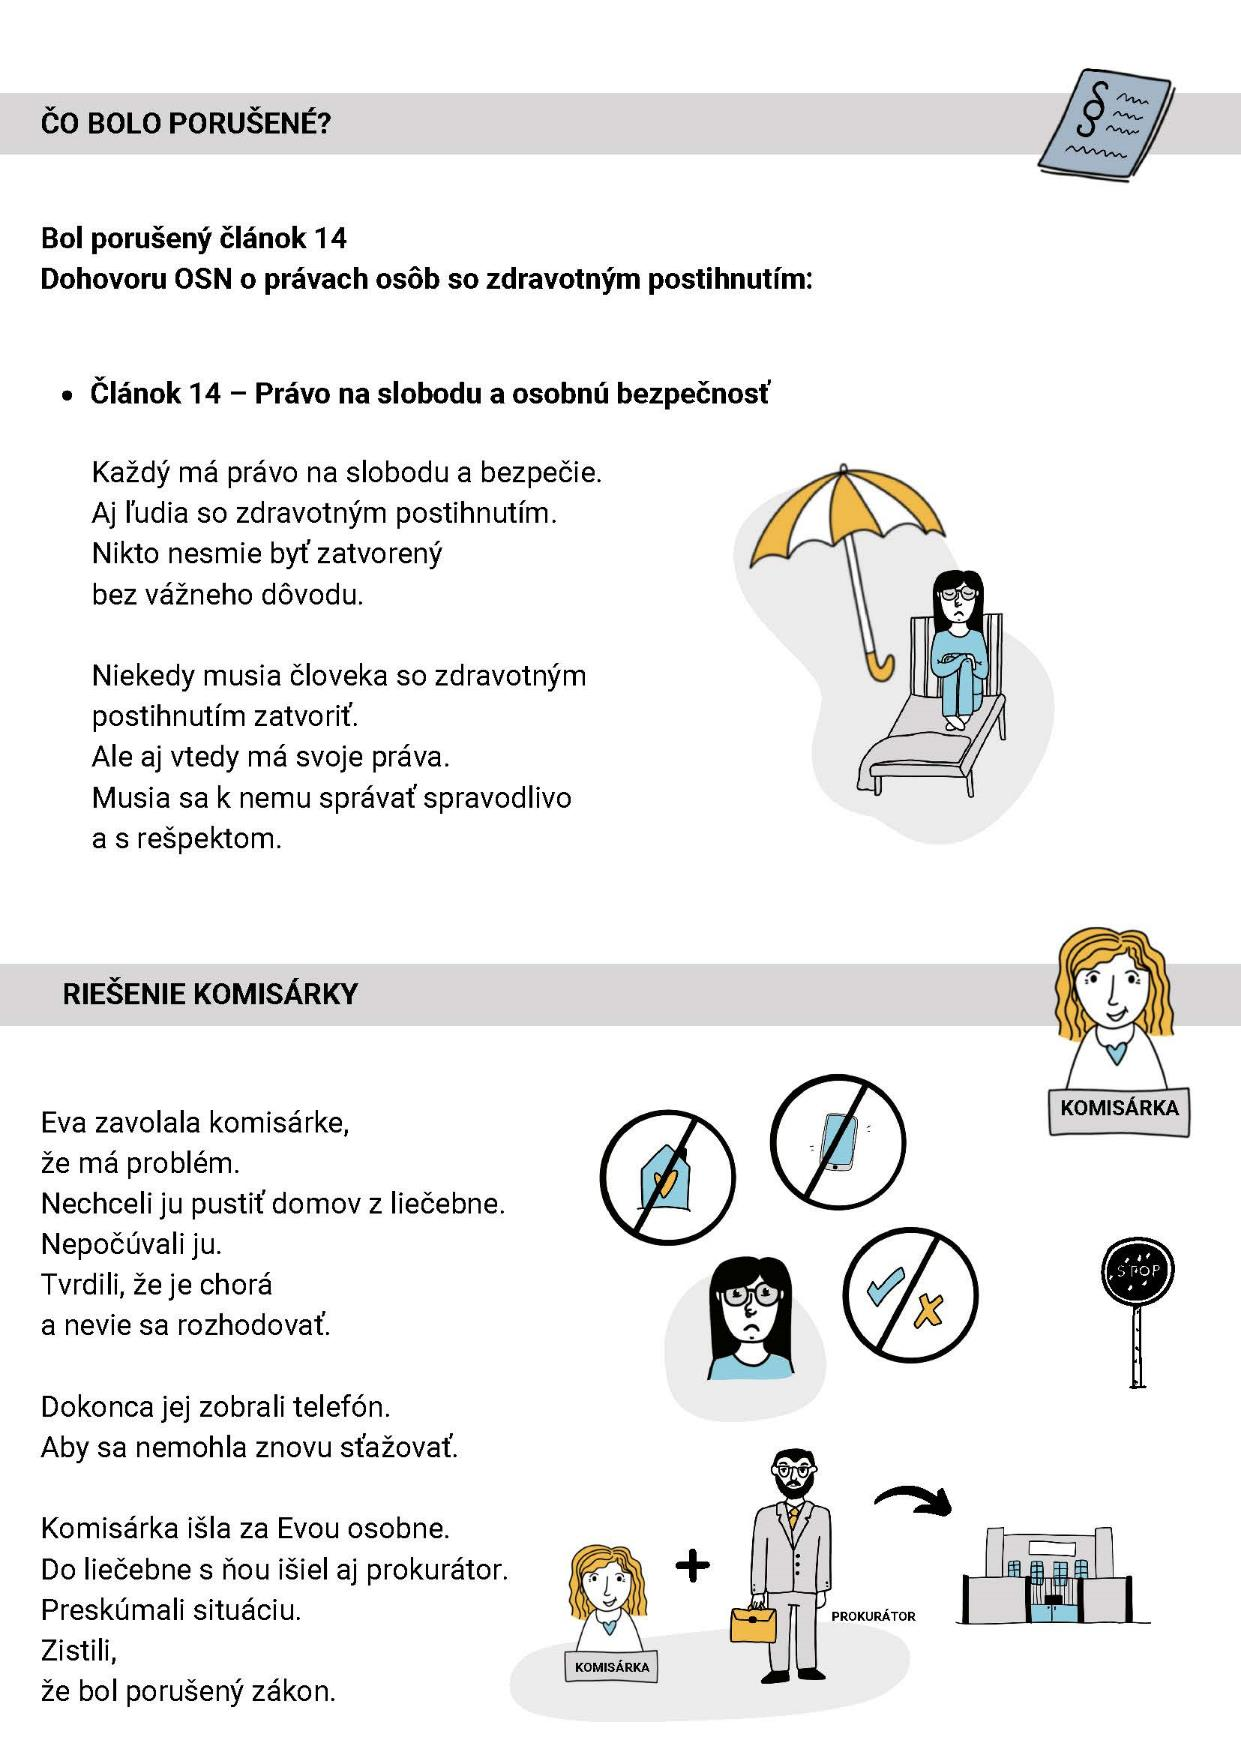 ČO BOLO PORUŠENÉ?
Bol porušený článok 14
Dohovoru OSN o právach osôb so zdravotným postihnutím:
• Článok 14 – Právo na slobodu a osobnú bezpečnosť
Každý má právo na slobodu a bezpečie.
Aj ľudia so zdravotným postihnutím.
Nikto nesmie byť zatvorený
bez vážneho dôvodu.
Niekedy musia človeka so zdravotným
postihnutím zatvoriť.
Ale aj vtedy má svoje práva.
Musia sa k nemu správať spravodlivo
a s rešpektom.
RIEŠENIE KOMISÁRKY
KOMISÁRKA
Eva zavolala komisárke,
že má problém.
Nechceli ju pustiť domov z liečebne.
Nepočúvali ju.
Tvrdili, že je chorá
a nevie sa rozhodovať.
STOP
Dokonca jej zobrali telefón.
Aby sa nemohla znovu sťažovať.
Komisárka išla za Evou osobne.
Do liečebne s ňou išiel aj prokurátor.
Preskúmali situáciu.
Zistili,
že bol porušený zákon.
PROKURÁTOR
KOMISÁRKA